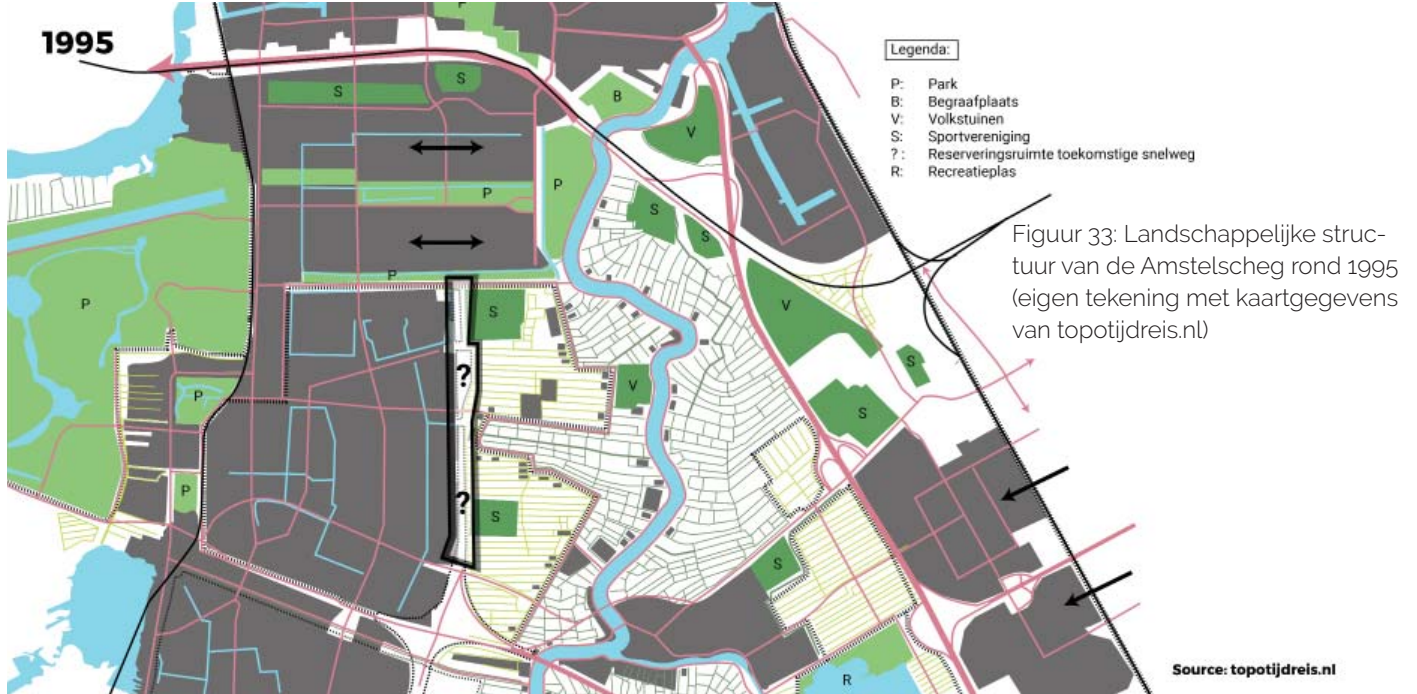 P
1995
Legenda:
P: Park
B: Begraafplaats
V: Volkstuinen
S: Sportvereniging
? : Reserveringsruimte toekomstige snelweg
R: Recreatieplas
S
S
B
V
P
P
S
S
P
P
V
S
S
?
V
P
S
P
?
S
S
R
Figuur 33: Landschappelijke struc-
tuur van de Amstelscheg rond 1995
(eigen tekening met kaartgegevens
van topotijdreis.nl)
Source: topotijdreis.nl